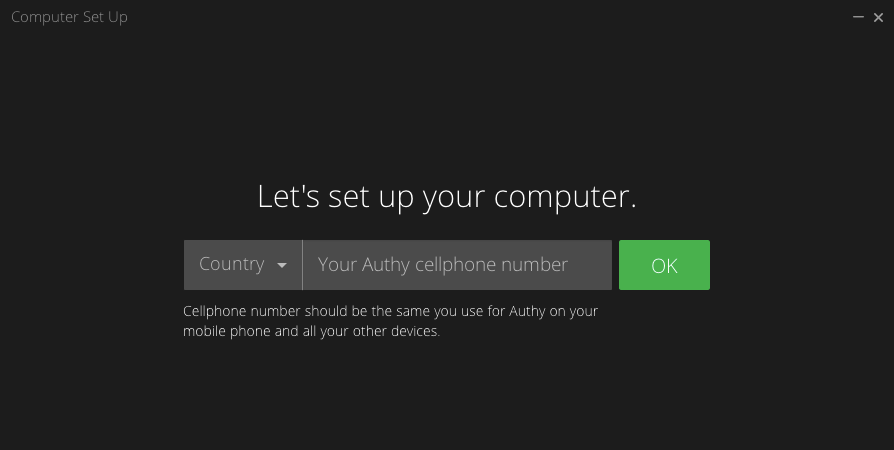 Computer Set Up
Let's set up your computer.
Country
Your Authy cellphone number
OK
Cellphone number should be the same you use for Authy on your
mobile phone and all your other devices.